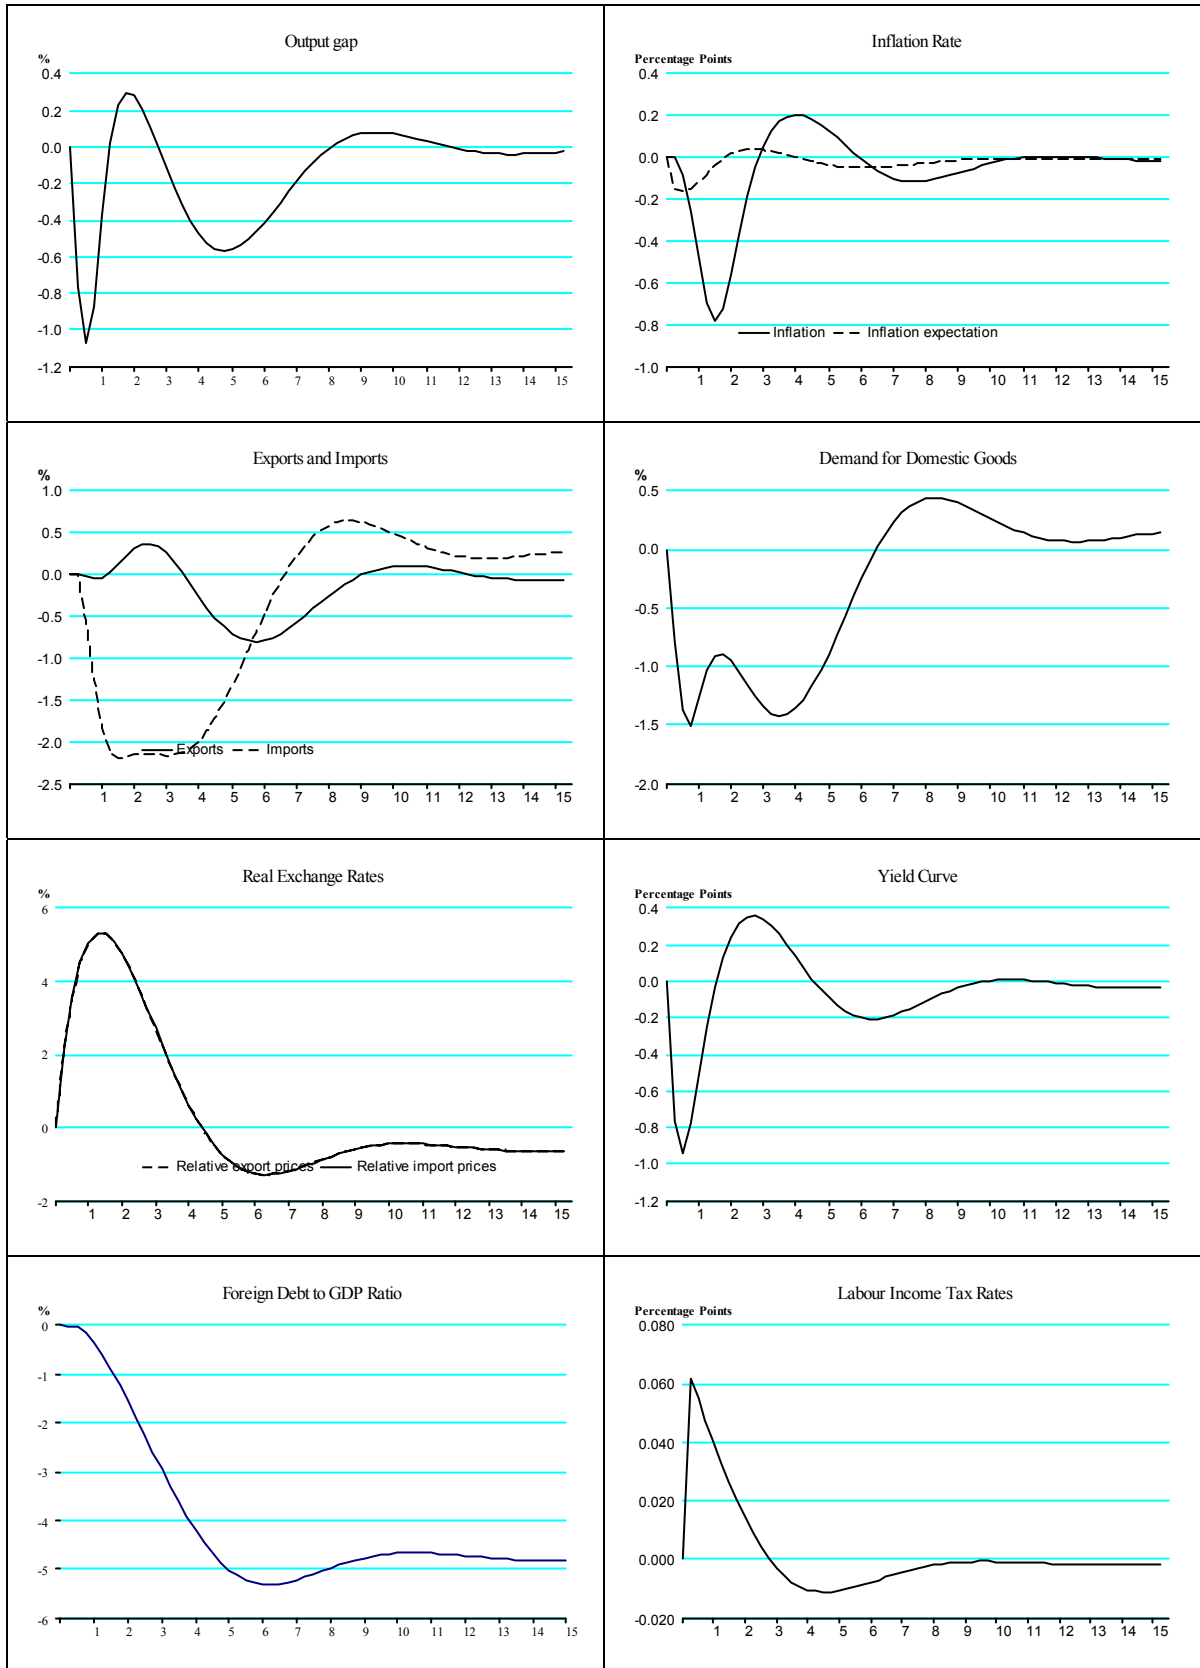 Output gap
%
0.4
0.2
0.0
-0.2
-0.4
-0.6
-0.8
-1.0
-1.2
1 2 3 4 5 6 7 8 9 10 11 12 13 14 15
Inflation Rate
Percentage Points
0.4
0.2
0.0
-0.2
-0.4
-0.6
-0.8
-1.0
Inflation Inflation expectation
1 2 3 4 5 6 7 8 9 10 11 12 13 14 15
Exports and Imports
%
1.0
0.5
0.0
-0.5
-1.0
-1.5
-2.0
-2.5
Exports Imports
1 2 3 4 5 6 7 8 9 10 11 12 13 14 15
Demand for Domestic Goods
%
0.5
0.0
-0.5
-1.0
-1.5
-2.0
1 2 3 4 5 6 7 8 9 10 11 12 13 14 15
Real Exchange Rates
%
6
4
2
0
-2
Relative export prices Relative import prices
1 2 3 4 5 6 7 8 9 10 11 12 13 14 15
Yield Curve
Percentage Points
0.4
0.2
0.0
-0.2
-0.4
-0.6
-0.8
-1.0
-1.2
1 2 3 4 5 6 7 8 9 10 11 12 13 14 15
Foreign Debt to GDP Ratio
%
0
-1
-2
-3
-4
-5
-6
1 2 3 4 5 6 7 8 9 10 11 12 13 14 15
Labour Income Tax Rates
Percentage Points
0.080
0.060
0.040
0.020
0.000
-0.020
1 2 3 4 5 6 7 8 9 10 11 12 13 14 15